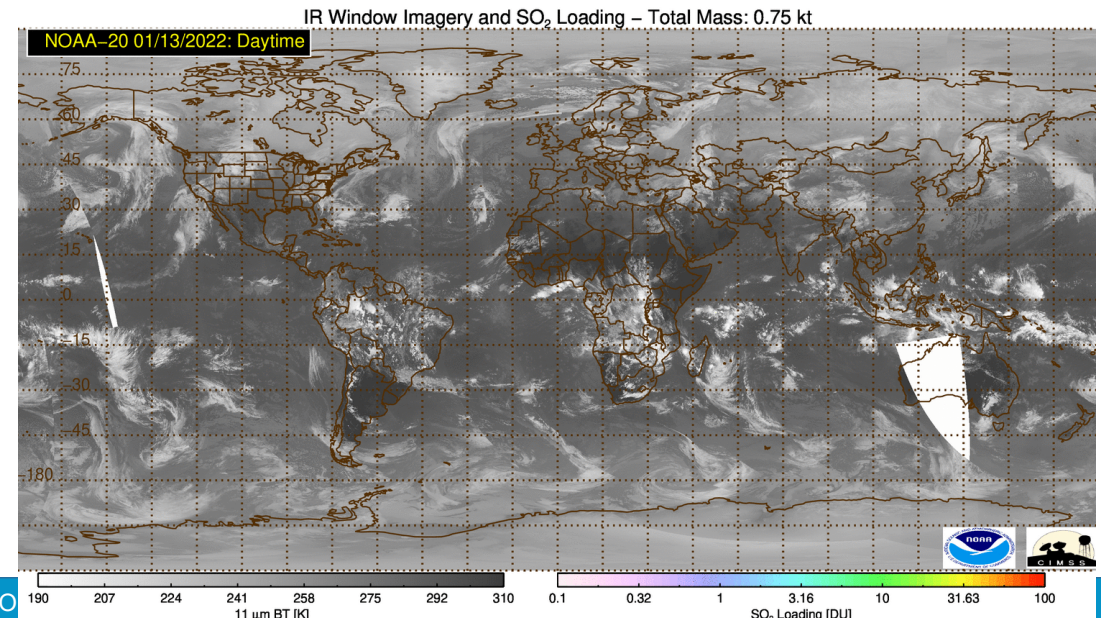 IR Window Imagery and SO₂ Loading − Total Mass: 0.75 kt
NOAA−20 01/13/2022: Daytime
75
60
45
30
15
0
−15
−30
−45
−180
NOAA
CIMSS
O
190 207 224 241 258 275 292 310
11 μm BT [K]
0.1 0.32 1 3.16 10 31.63 100
SO₂ Loading [DU]